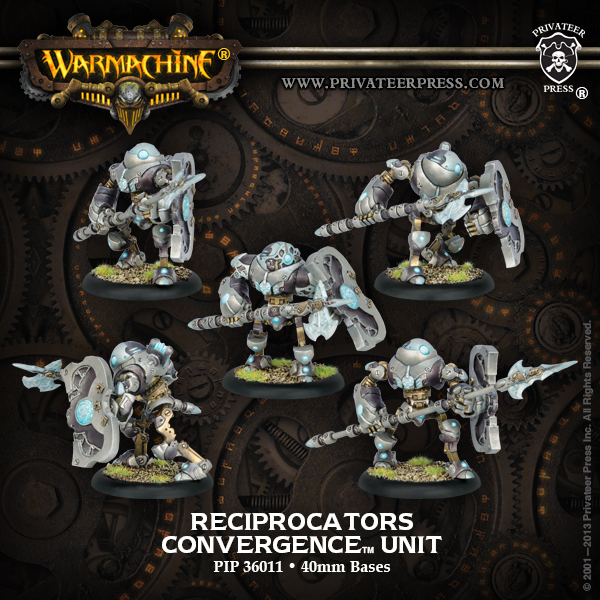 WARMACHINE®
WWW.PRIVATEERPRESS.COM
PRIVATEER
PRESS®
RECIPROCATORS
CONVERGENCE™ UNIT
PIP 36011 • 40mm Bases
© 2001–2013 Privateer Press Inc. All Rights Reserved.